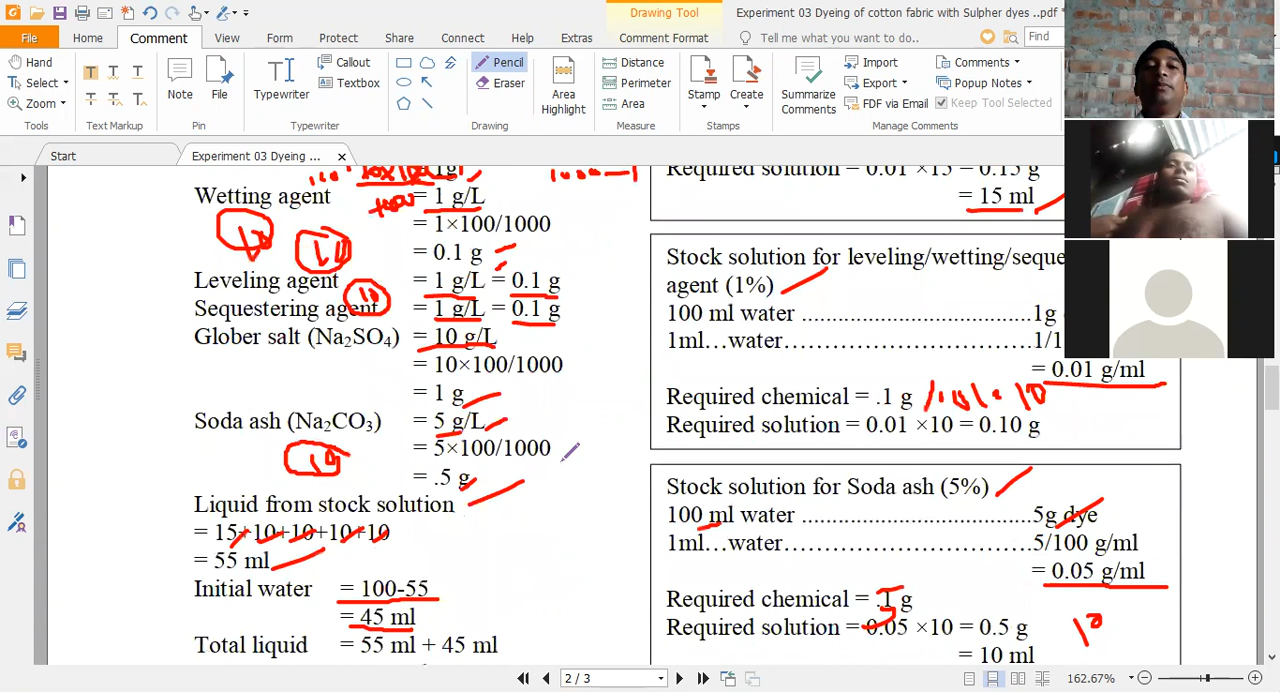 Drawing Tool
Experiment 03 Dyeing of cotton fabric with Sulpher dyes ..pdf *
File
Home
Comment
View
Form
Protect
Share
Connect
Help
Extras
Comment Format
Tell me what you want to do...
Find
Hand
Select
Zoom
Tools
Text Markup
Note
File
Pin
Typewriter
Callout
Textbox
Typewriter
Pencil
Eraser
Drawing
Area Highlight
Distance
Perimeter
Area
Measure
Stamp
Create
Stamps
Summarize Comments
Import
Export
FDF via Email
Comments
Popup Notes
Keep Tool Selected
Manage Comments
Start
Experiment 03 Dyeing ...
Wetting agent = 1 g/L
= 1×100/1000
= 0.1 g
Leveling agent = 1 g/L = 0.1 g
10
Sequestering agent = 1 g/L = 0.1 g
Glober salt (Na2SO4) = 10 g/L
= 10×100/1000
= 1 g
Soda ash (Na2CO3) = 5 g/L
= 5×100/1000
= .5 g
Liquid from stock solution
= 15+10+10+10+10
= 55 ml
Initial water = 100-55
= 45 ml
Total liquid = 55 ml + 45 ml
Required solution = 0.01 ×15 = 0.15 g
= 15 ml
Stock solution for leveling/wetting/seque
agent (1%)
100 ml water ....................................1g
1ml…water…………………………1/1
= 0.01 g/ml
Required chemical = .1 g
Required solution = 0.01 ×10 = 0.10 g
Stock solution for Soda ash (5%)
100 ml water ....................................5g dye
1ml…water…………………………5/100 g/ml
= 0.05 g/ml
Required chemical = .1 g
5
Required solution = 0.05 ×10 = 0.5 g
10
= 10 ml
2 / 3
162.67%